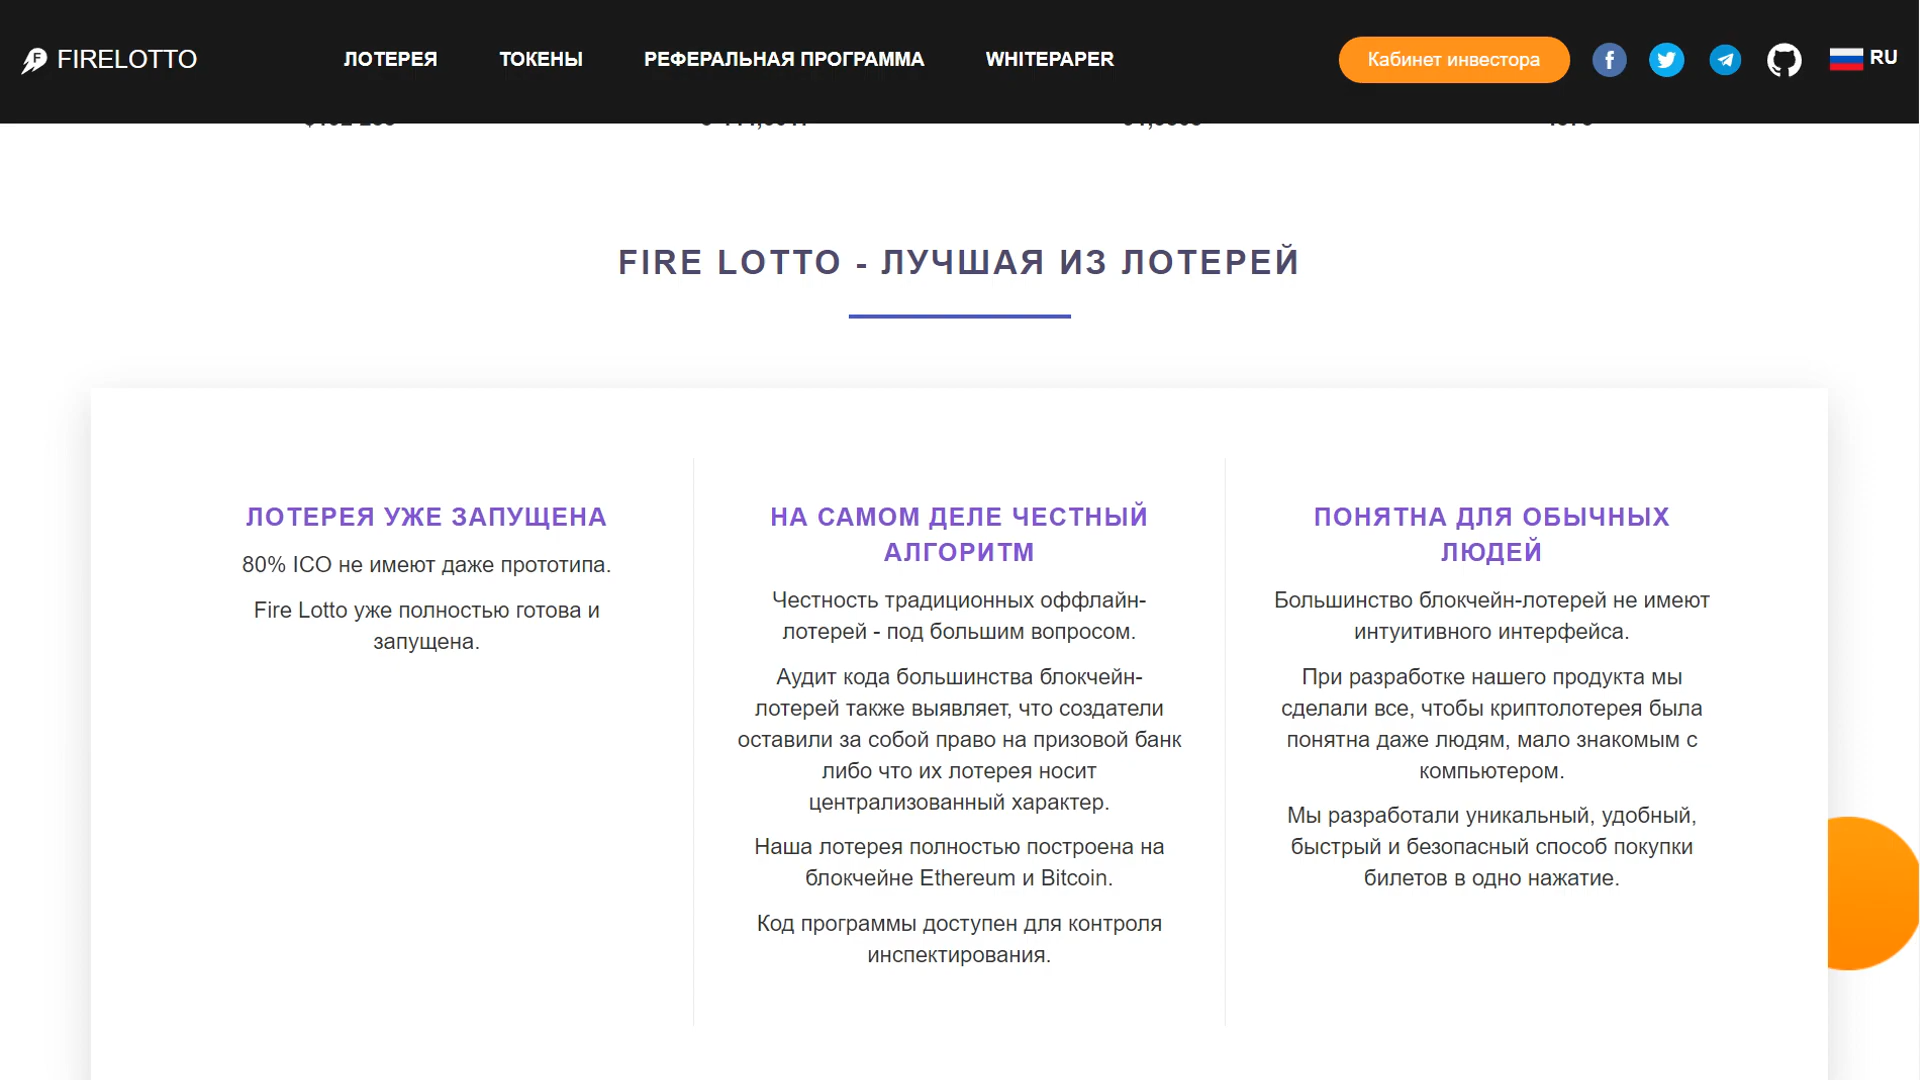 FIRELOTTO
ЛОТЕРЕЯ
ТОКЕНЫ
РЕФЕРАЛЬНАЯ ПРОГРАММА
WHITEPAPER
Кабинет инвестора
RU
FIRE LOTTO - ЛУЧШАЯ ИЗ ЛОТЕРЕЙ
ЛОТЕРЕЯ УЖЕ ЗАПУЩЕНА
80% ICO не имеют даже прототипа.
Fire Lotto уже полностью готова и
запущена.
НА САМОМ ДЕЛЕ ЧЕСТНЫЙ
АЛГОРИТМ
Честность традиционных оффлайн-
лотерей - под большим вопросом.
Аудит кода большинства блокчейн-
лотерей также выявляет, что создатели
оставили за собой право на призовой банк
либо что их лотерея носит
централизованный характер.
Наша лотерея полностью построена на
блокчейне Ethereum и Bitcoin.
Код программы доступен для контроля
инспектирования.
ПОНЯТНА ДЛЯ ОБЫЧНЫХ
ЛЮДЕЙ
Большинство блокчейн-лотерей не имеют
интуитивного интерфейса.
При разработке нашего продукта мы
сделали все, чтобы криптолотерея была
понятна даже людям, мало знакомым с
компьютером.
Мы разработали уникальный, удобный,
быстрый и безопасный способ покупки
билетов в одно нажатие.